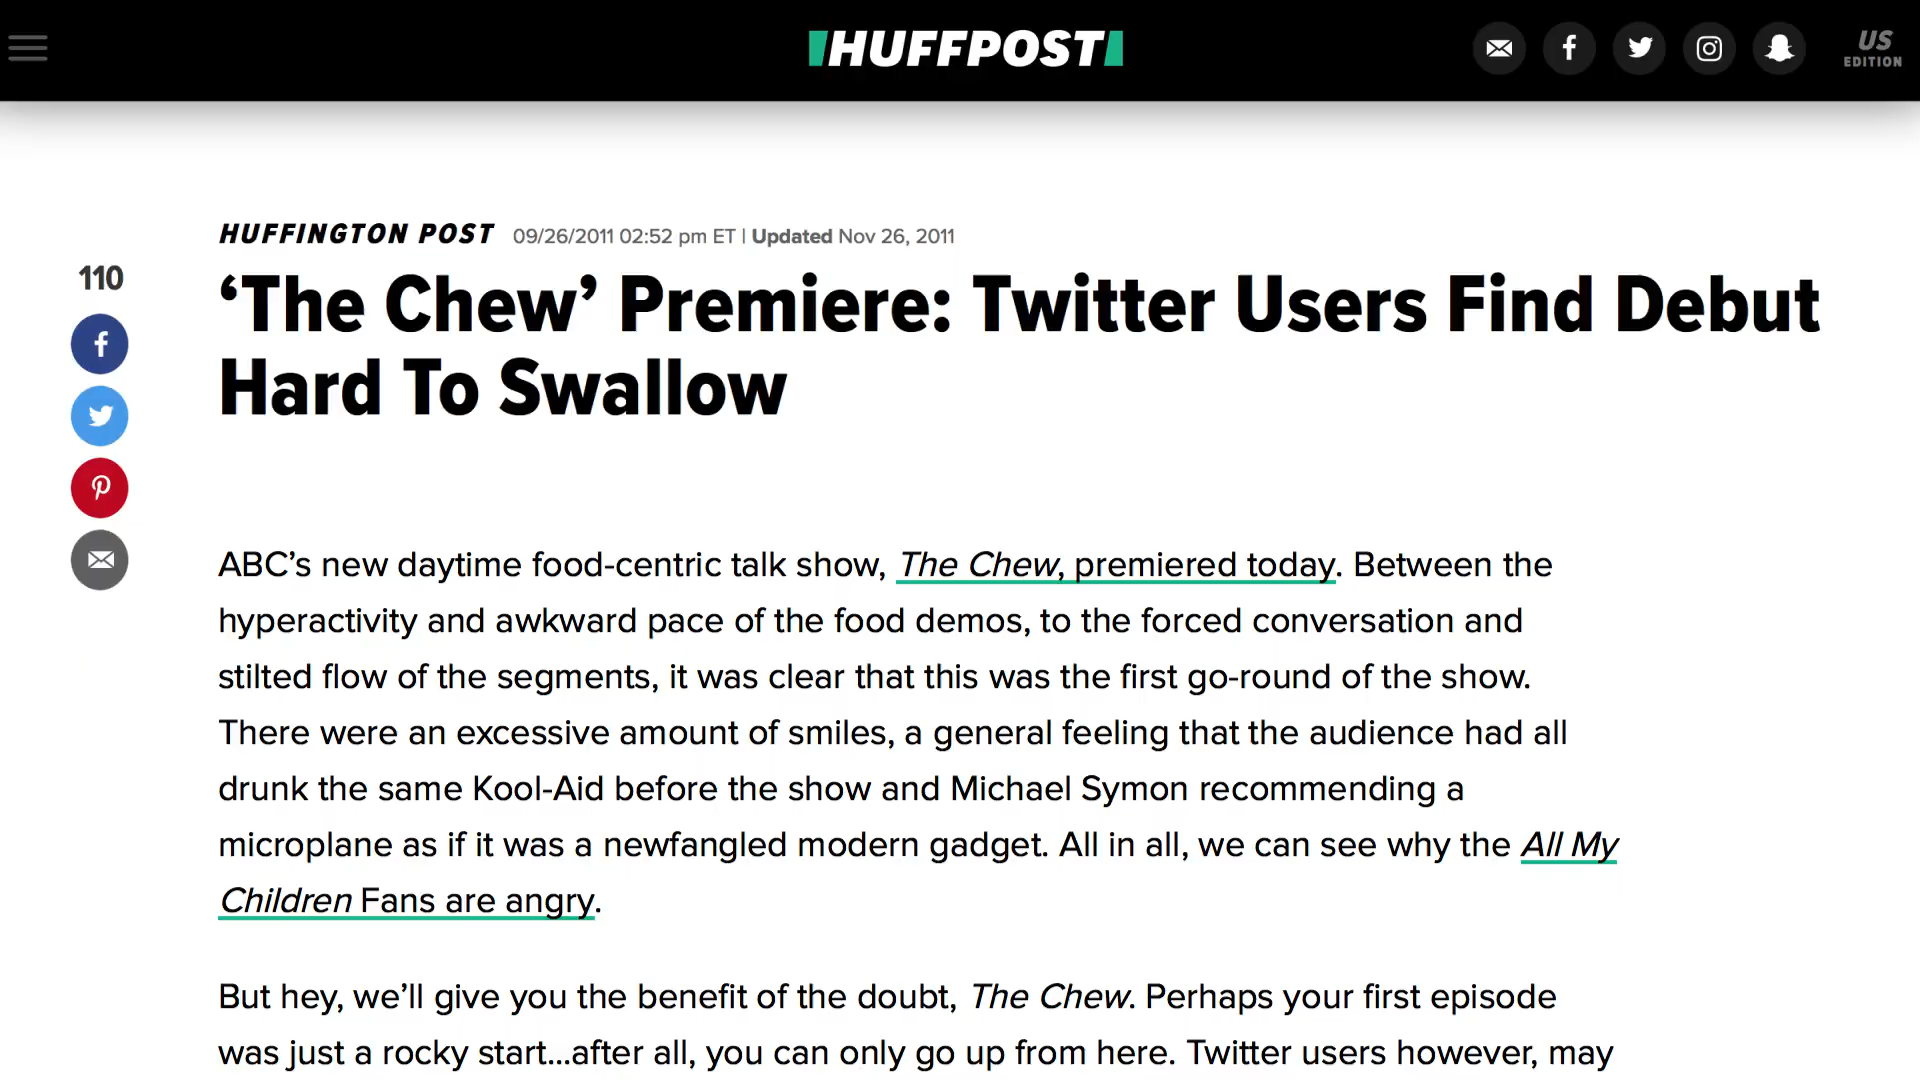 HUFFPOST
US
EDITION
HUFFINGTON POST 09/26/2011 02:52 pm ET | Updated Nov 26, 2011
110
‘The Chew’ Premiere: Twitter Users Find Debut
Hard To Swallow
ABC’s new daytime food-centric talk show, The Chew, premiered today. Between the
hyperactivity and awkward pace of the food demos, to the forced conversation and
stilted flow of the segments, it was clear that this was the first go-round of the show.
There were an excessive amount of smiles, a general feeling that the audience had all
drunk the same Kool-Aid before the show and Michael Symon recommending a
microplane as if it was a newfangled modern gadget. All in all, we can see why the All My
Children Fans are angry.
But hey, we’ll give you the benefit of the doubt, The Chew. Perhaps your first episode
was just a rocky start...after all, you can only go up from here. Twitter users however, may